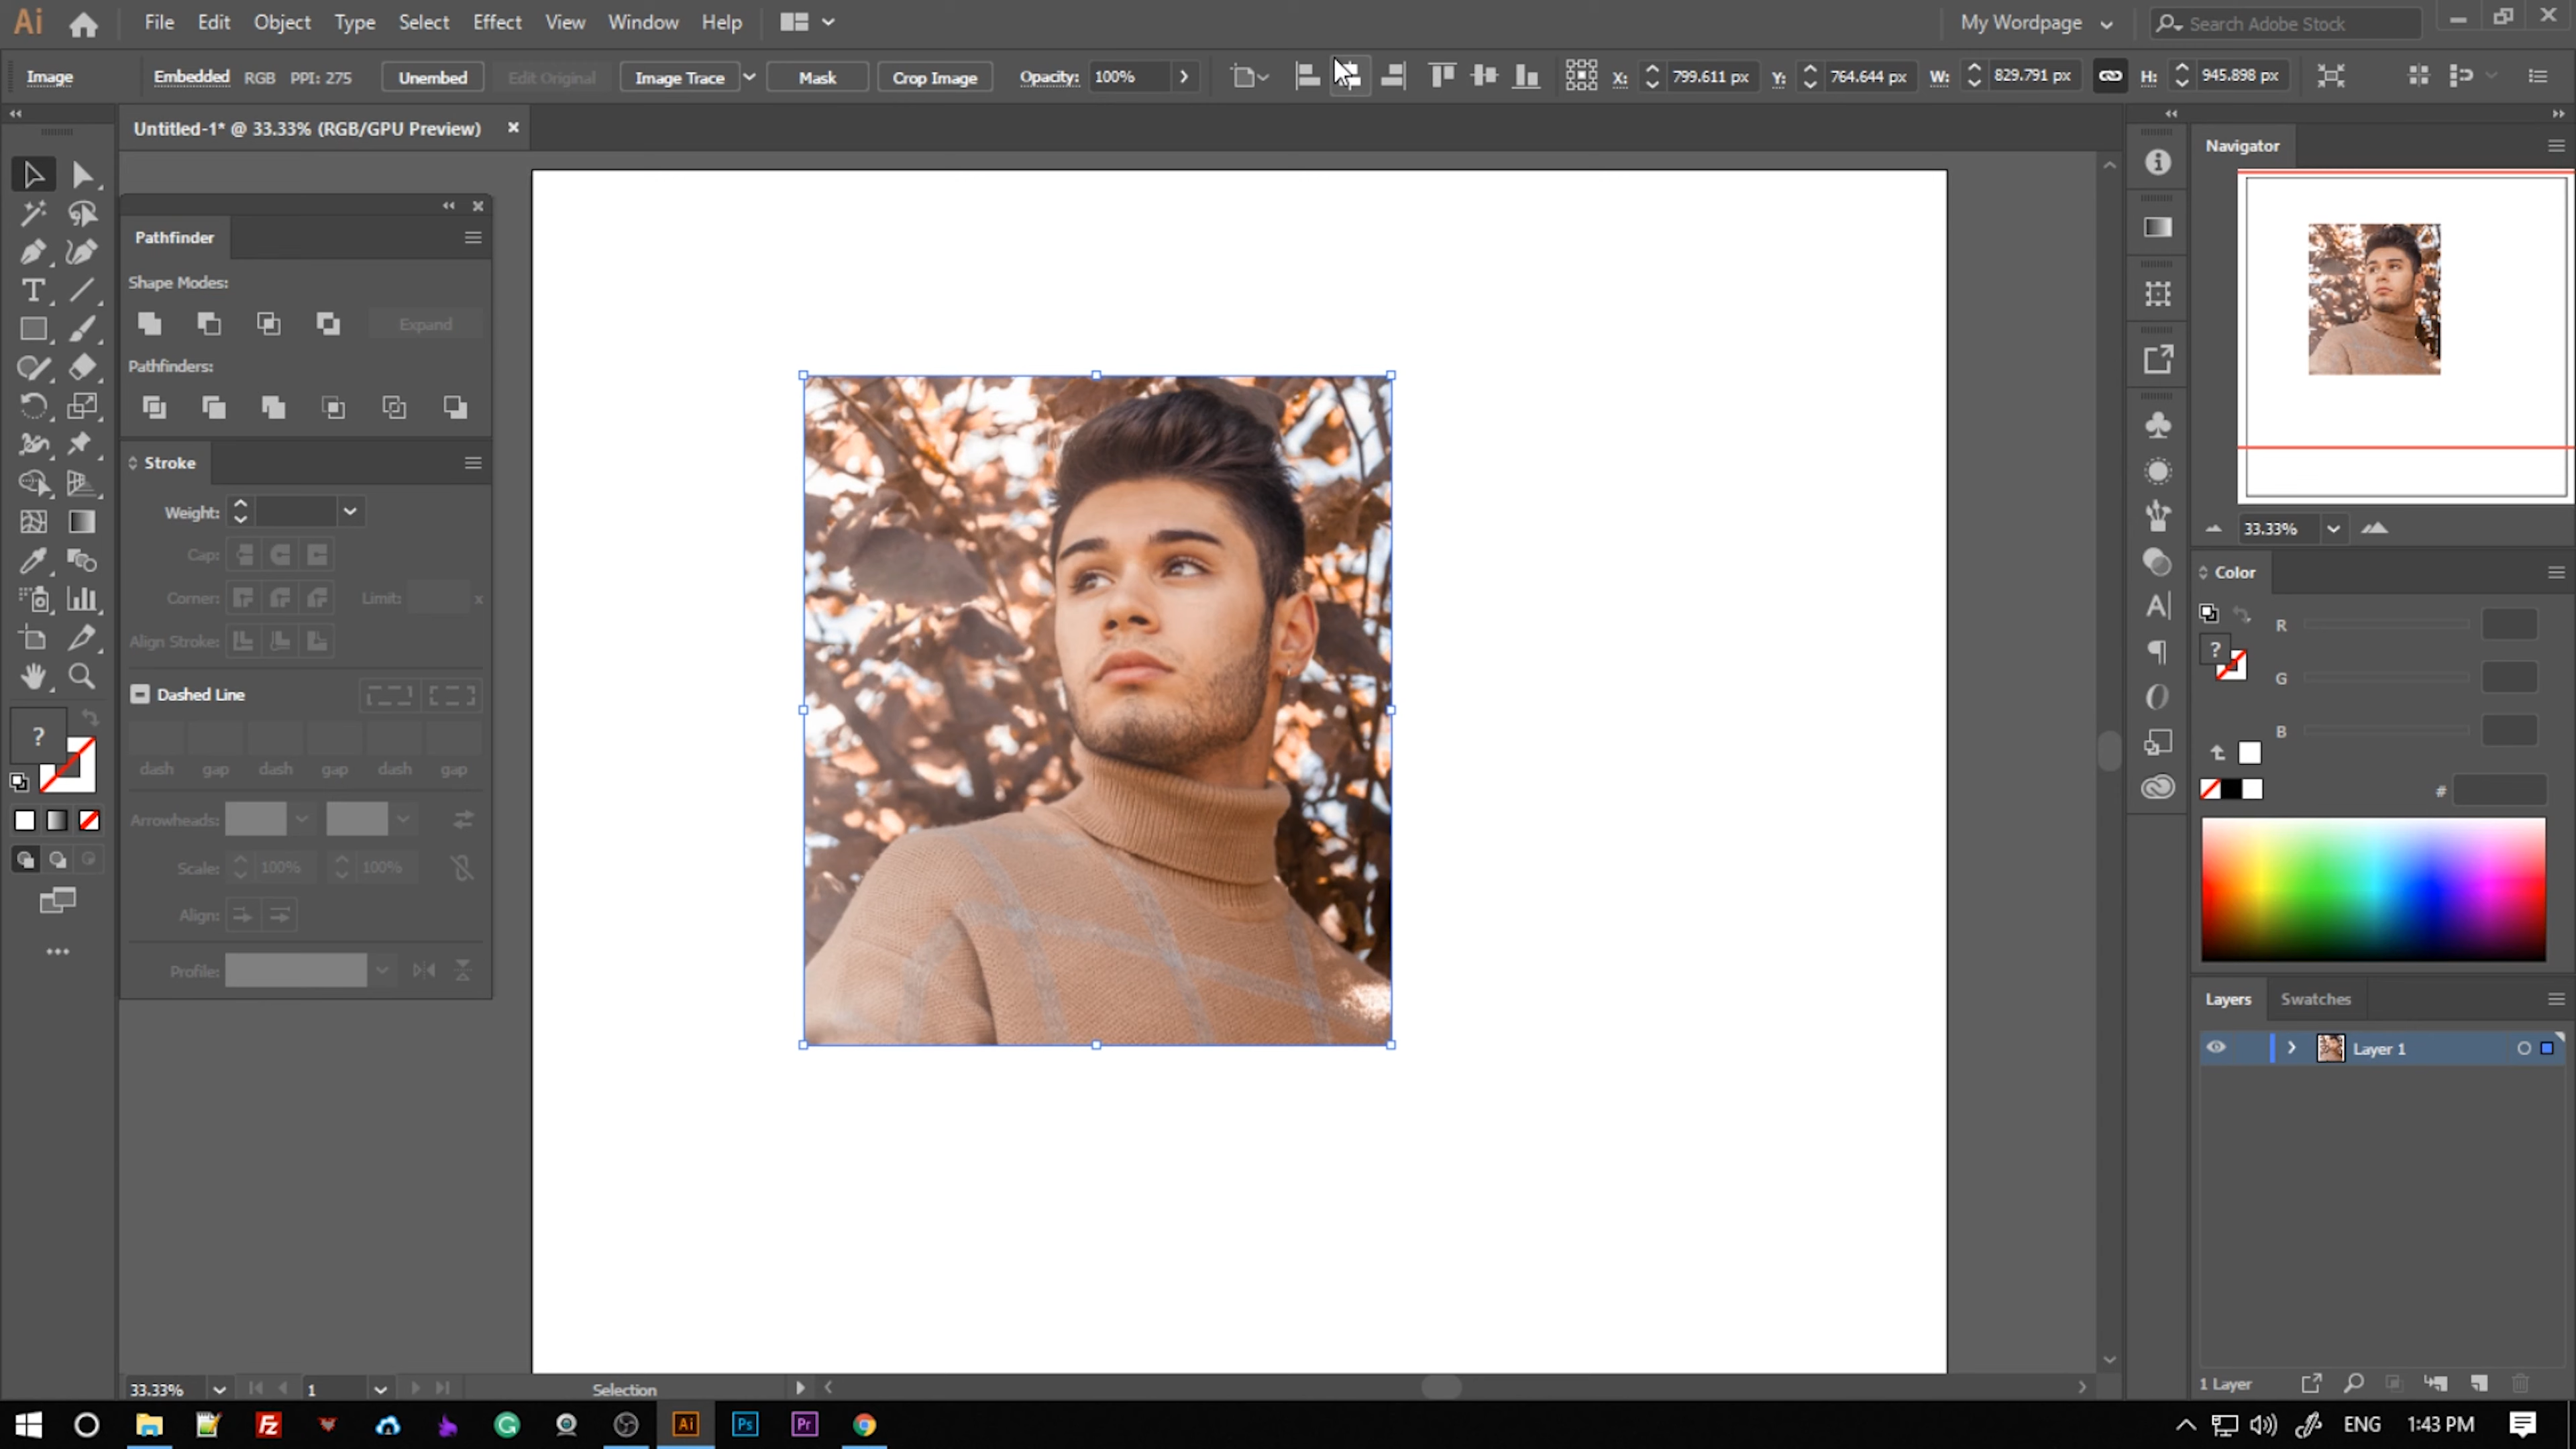 Ai File Edit Object Type Select Effect View Window Help My Wordpage Search Adobe Stock
Image Embedded RGB PPI: 275 Unembed Edit Original Image Trace Mask Crop Image Opacity: 100% X: 799.611 px Y: 764.644 px W: 829.791 px H: 945.898 px
Untitled-1* @ 33.33% (RGB/GPU Preview) ×
Navigator
Pathfinder
Shape Modes:
Expand
Pathfinders:
Stroke
Weight:
33.33%
Cap:
Color
Corner: Limit: x
R
Align Stroke:
G
Dashed Line
B
?
?
dash gap dash gap dash gap
#
Arrowheads:
Scale: 100% 100%
Align:
Profile:
Layers Swatches
Layer 1
33.33% 1 Selection
1 Layer
Fz G Ai Ps Pr ENG 1:43 PM